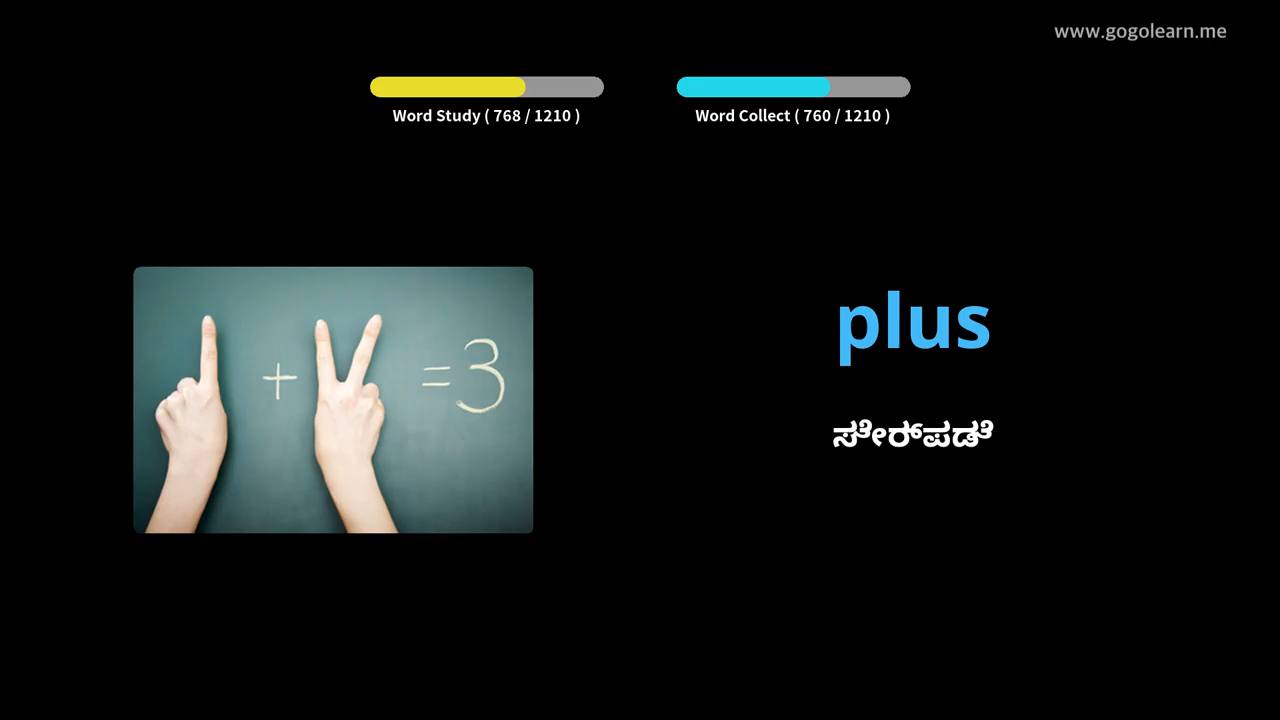 www.gogolearn.me
Word Study ( 768 / 1210 )
Word Collect ( 760 / 1210 )
+ =3
plus
ಸೇರ್ಪಡೆ